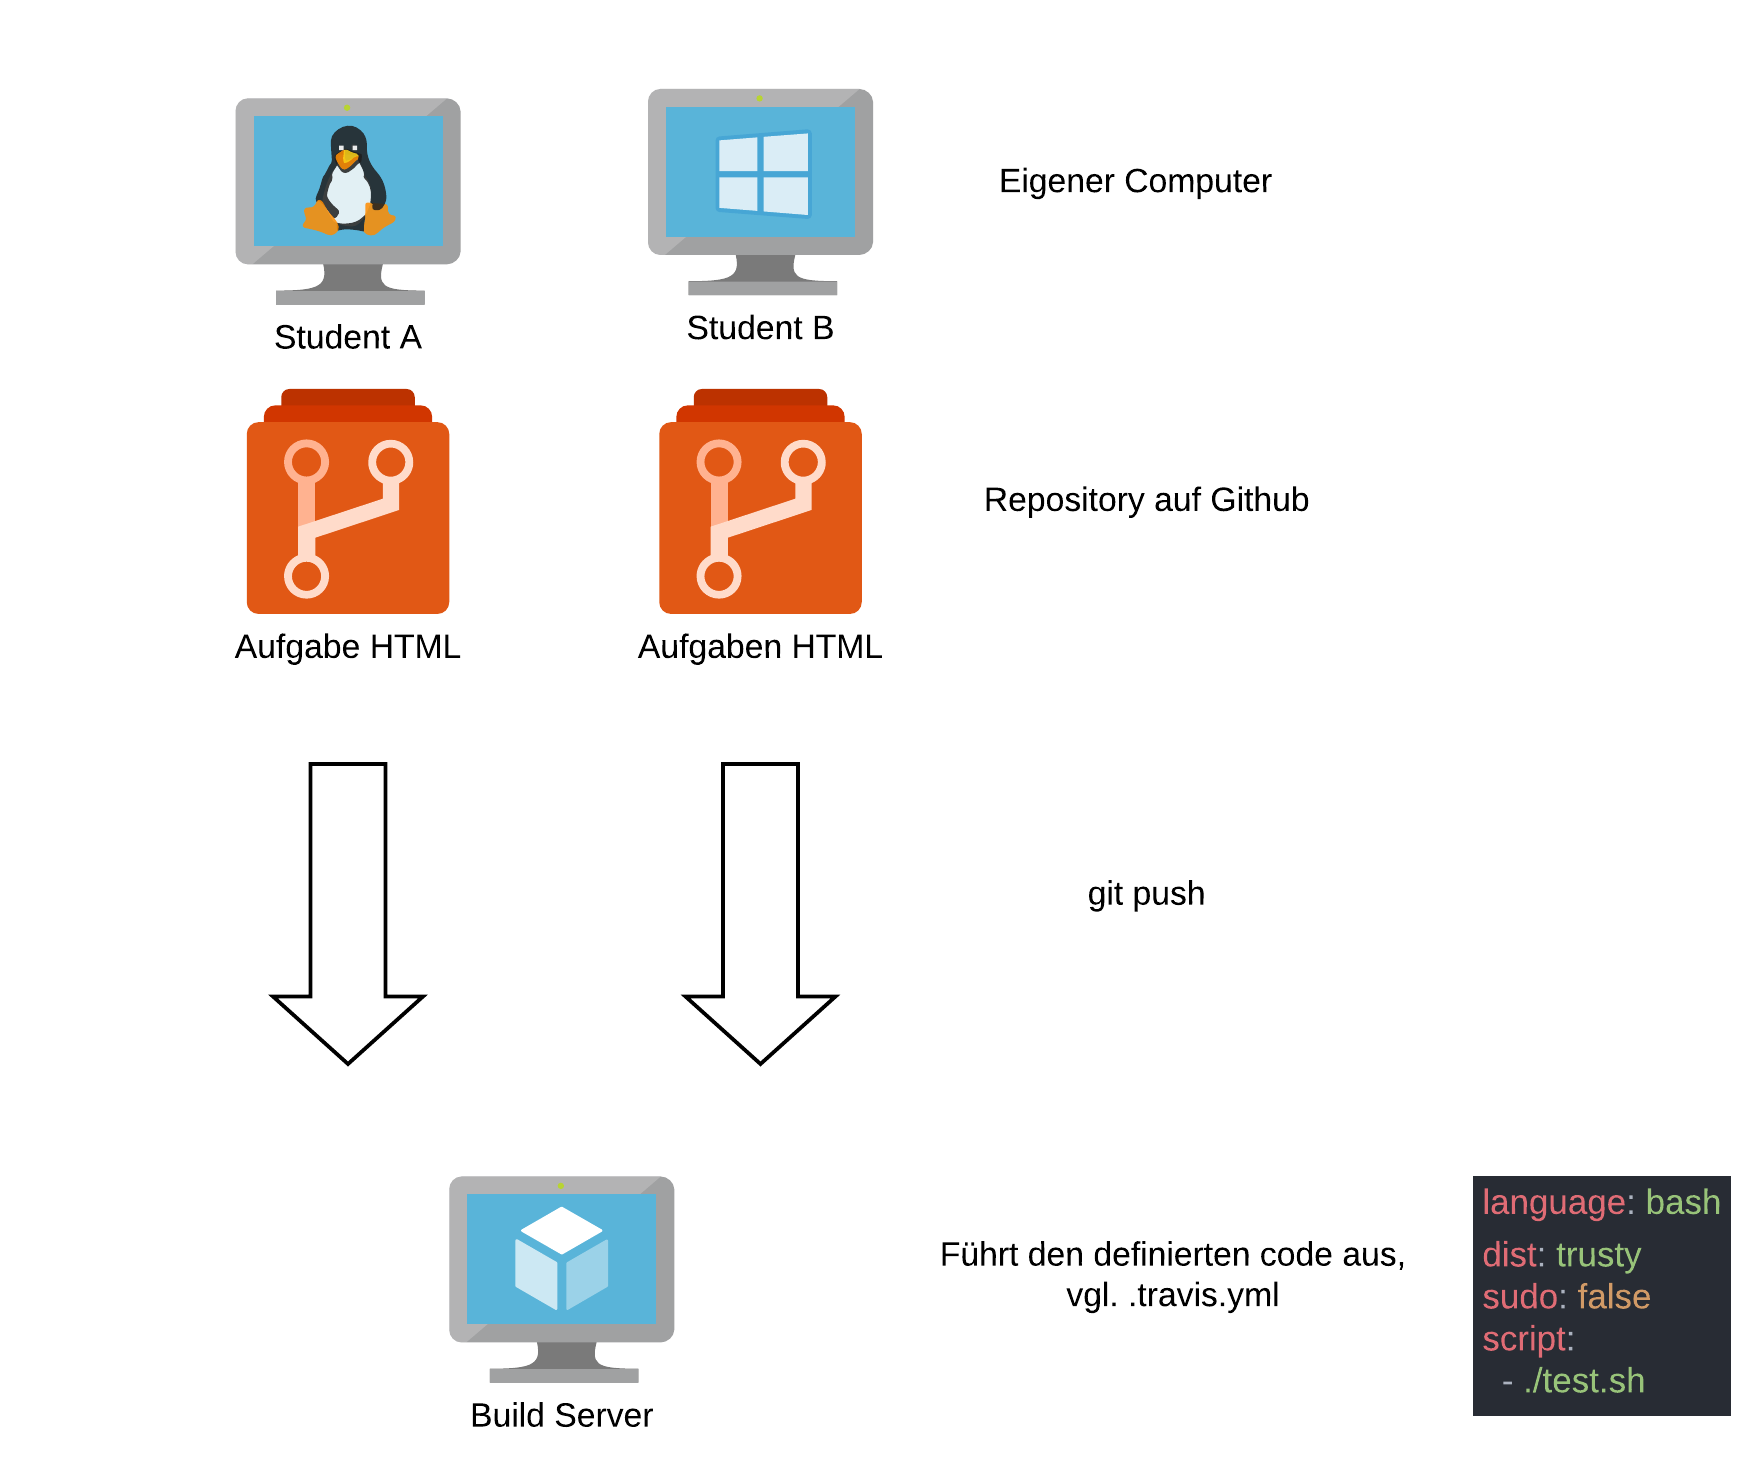 Eigener Computer
Student A
Student B
Repository auf Github
Aufgabe HTML
Aufgaben HTML
git push
Führt den definierten code aus,
vgl. .travis.yml
language: bash
dist: trusty
sudo: false
script:
- ./test.sh
Build Server